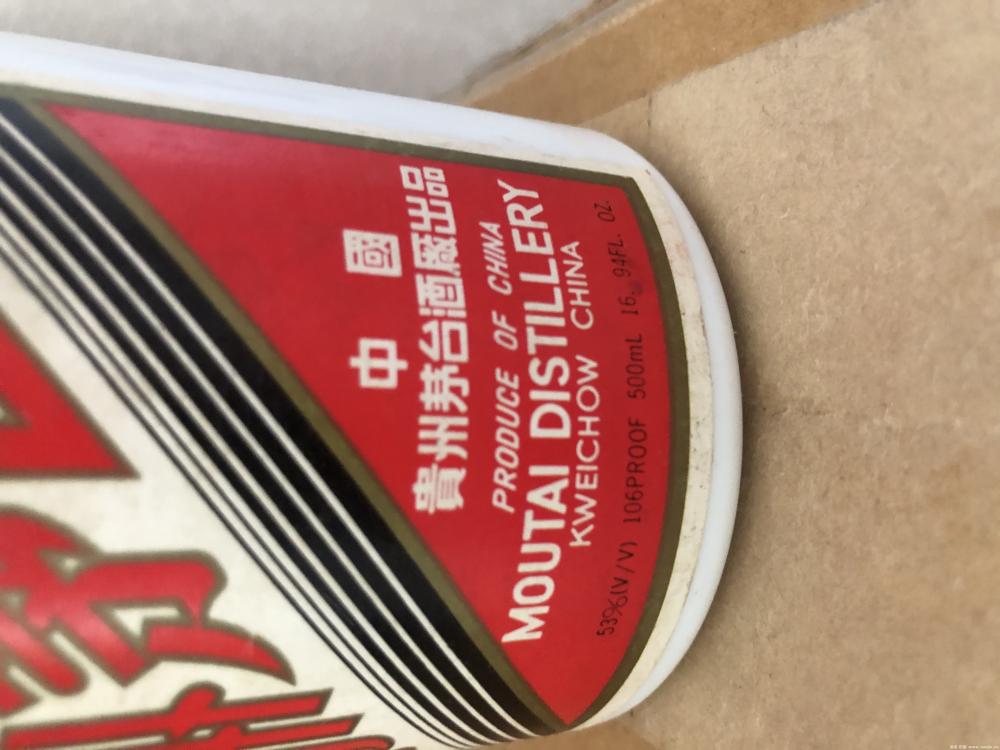 中國
貴州茅台酒廠出品
PRODUCE OF CHINA
MOUTAI DISTILLERY
KWEICHOW CHINA
53%(V/V) 106PROOF 500mL 16.94FL. OZ.